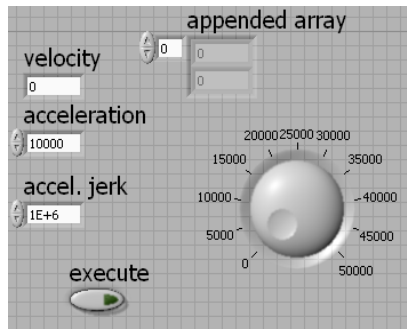 appended array
velocity
0
0
0
0
acceleration
10000
accel. jerk
1E+6
20000 25000 30000
15000 35000
10000 40000
5000 45000
0 50000
execute